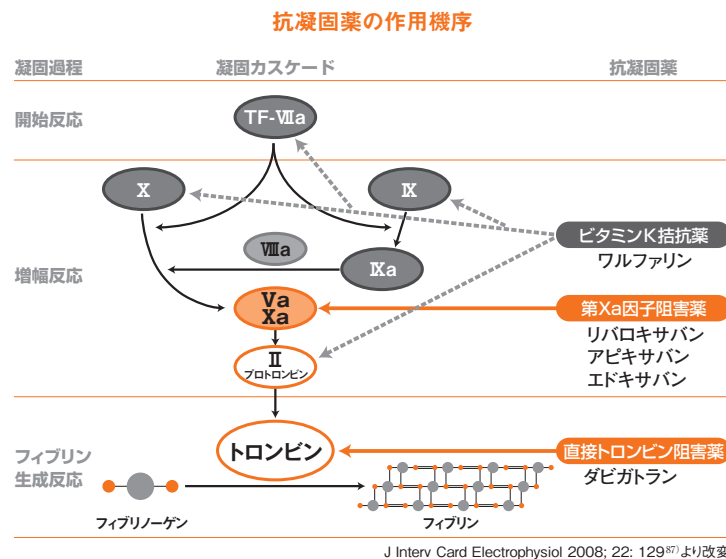 抗凝固薬の作用機序
凝固過程
凝固カスケード
抗凝固薬
開始反応
TF-Ⅶa
Ⅹ
Ⅸ
Ⅷa
Ⅸa
ビタミンK拮抗薬
ワルファリン
増幅反応
Ⅴa
Ⅹa
第Ⅹa因子阻害薬
リバロキサバン
アピキサバン
エドキサバン
Ⅱ
プロトロンビン
フィブリン
生成反応
トロンビン
直接トロンビン阻害薬
ダビガトラン
フィブリノーゲン
フィブリン
J Interv Card Electrophysiol 2008; 22: 129⁸⁷⁾より改変